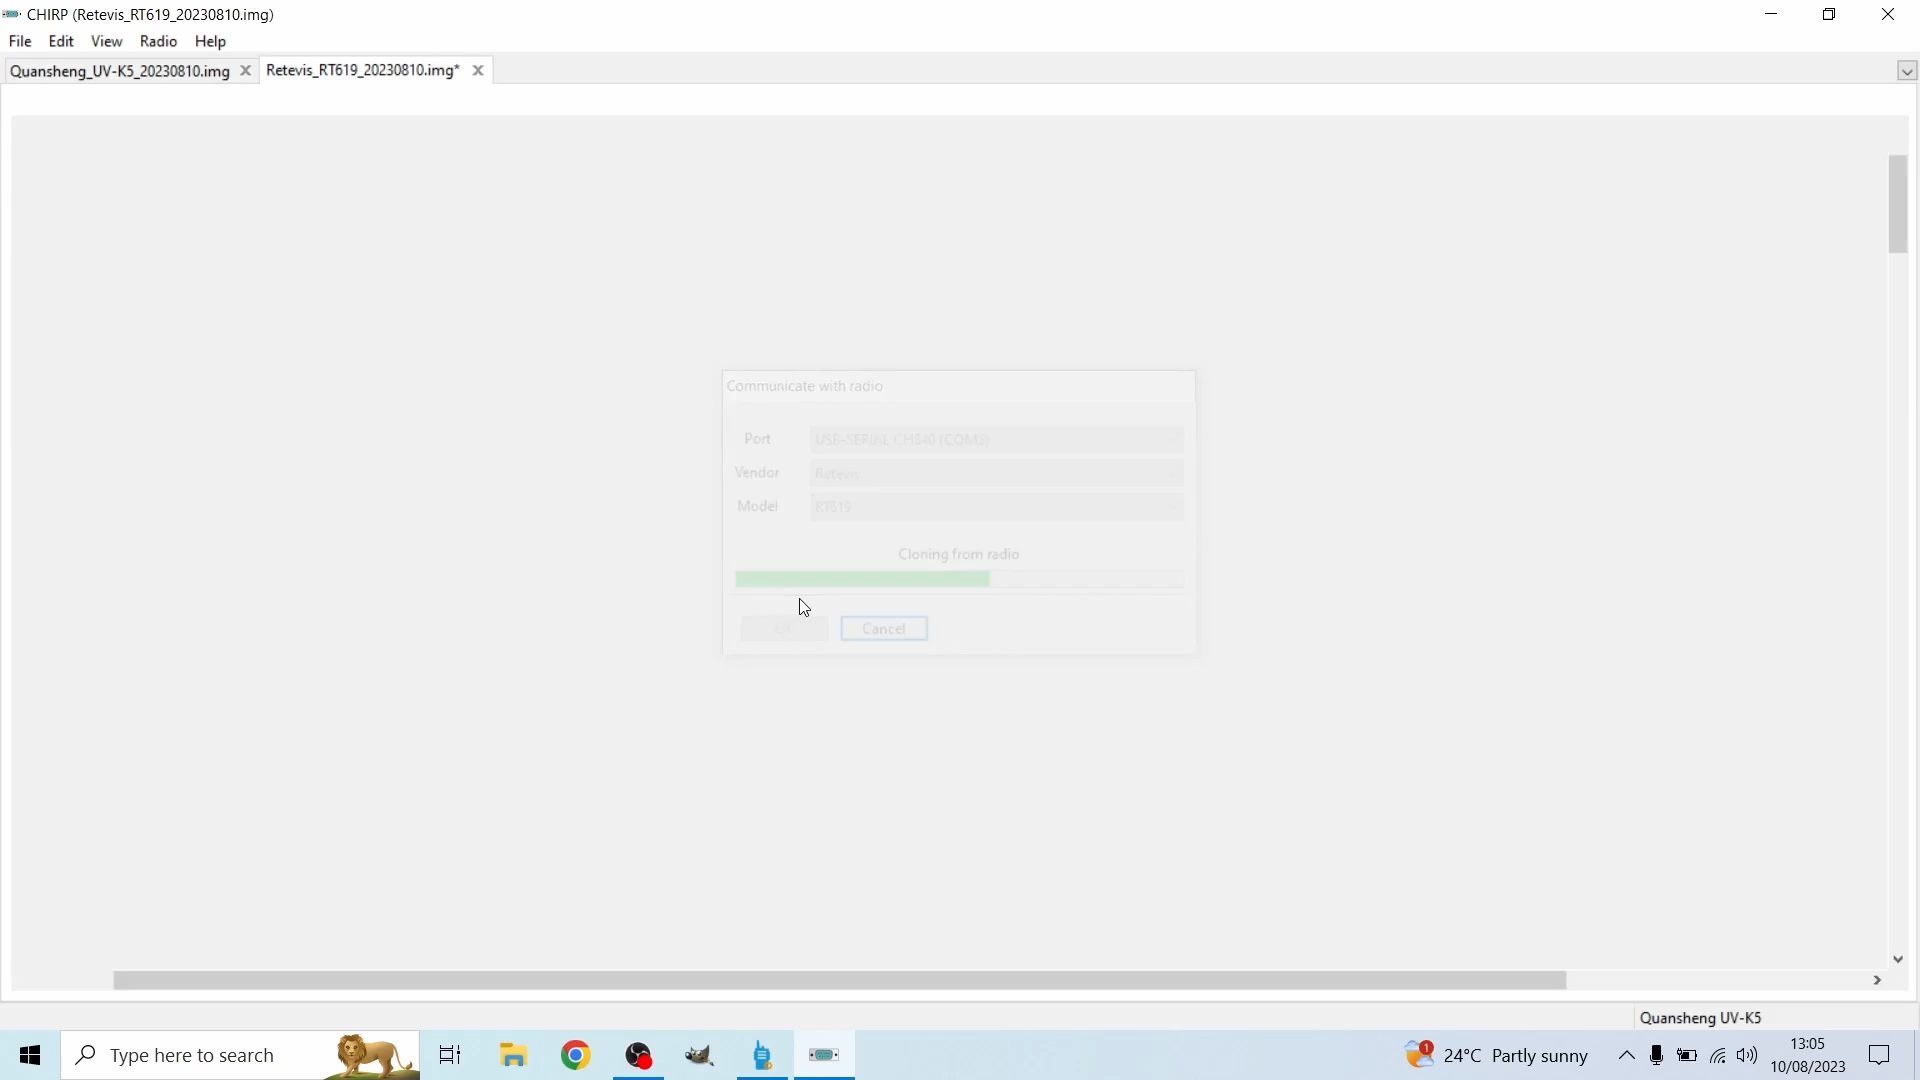 CHIRP (Retevis_RT619_20230810.img)
File Edit View Radio Help
Quansheng_UV-K5_20230810.img Retevis_RT619_20230810.img*
Communicate with radio
Port USB-SERIAL CH340 (COM3)
Vendor Retevis
Model RT619
Cloning from radio
Cancel
Quansheng UV-K5
Type here to search
1
24°C Partly sunny
13:05
10/08/2023